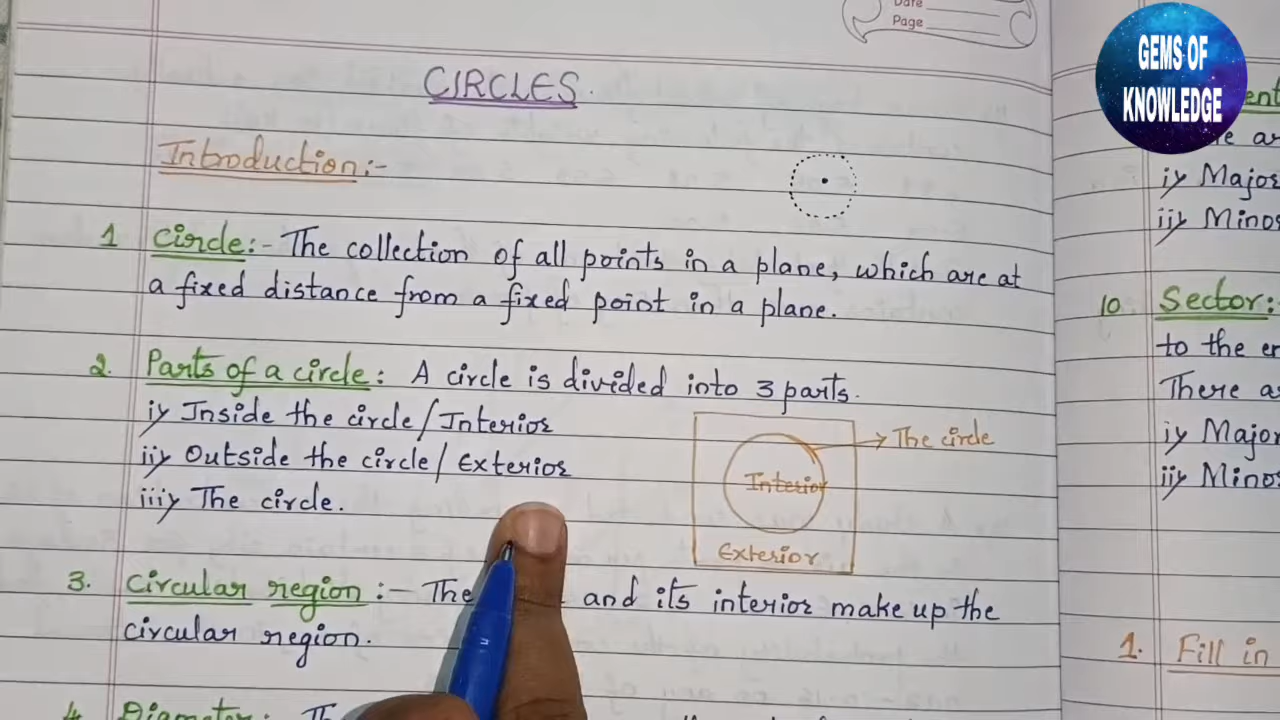 Date
Page
GEMS OF
KNOWLEDGE
CIRCLES.
Introduction:-
1 Circle:- The collection of all points in a plane, which are at
a fixed distance from a fixed point in a plane.
2. Parts of a circle: A circle is divided into 3 parts.
i) Inside the circle/Interior
ii) Outside the circle/Exterior
iii) The circle.
The circle
Interior
Exterior
3. Circular region:- The and its interior make up the
circular region.
4. Diameter:
i) Major
ii) Minor
10. Sector:
to the
There
i) Major
ii) Minor
1. Fill in